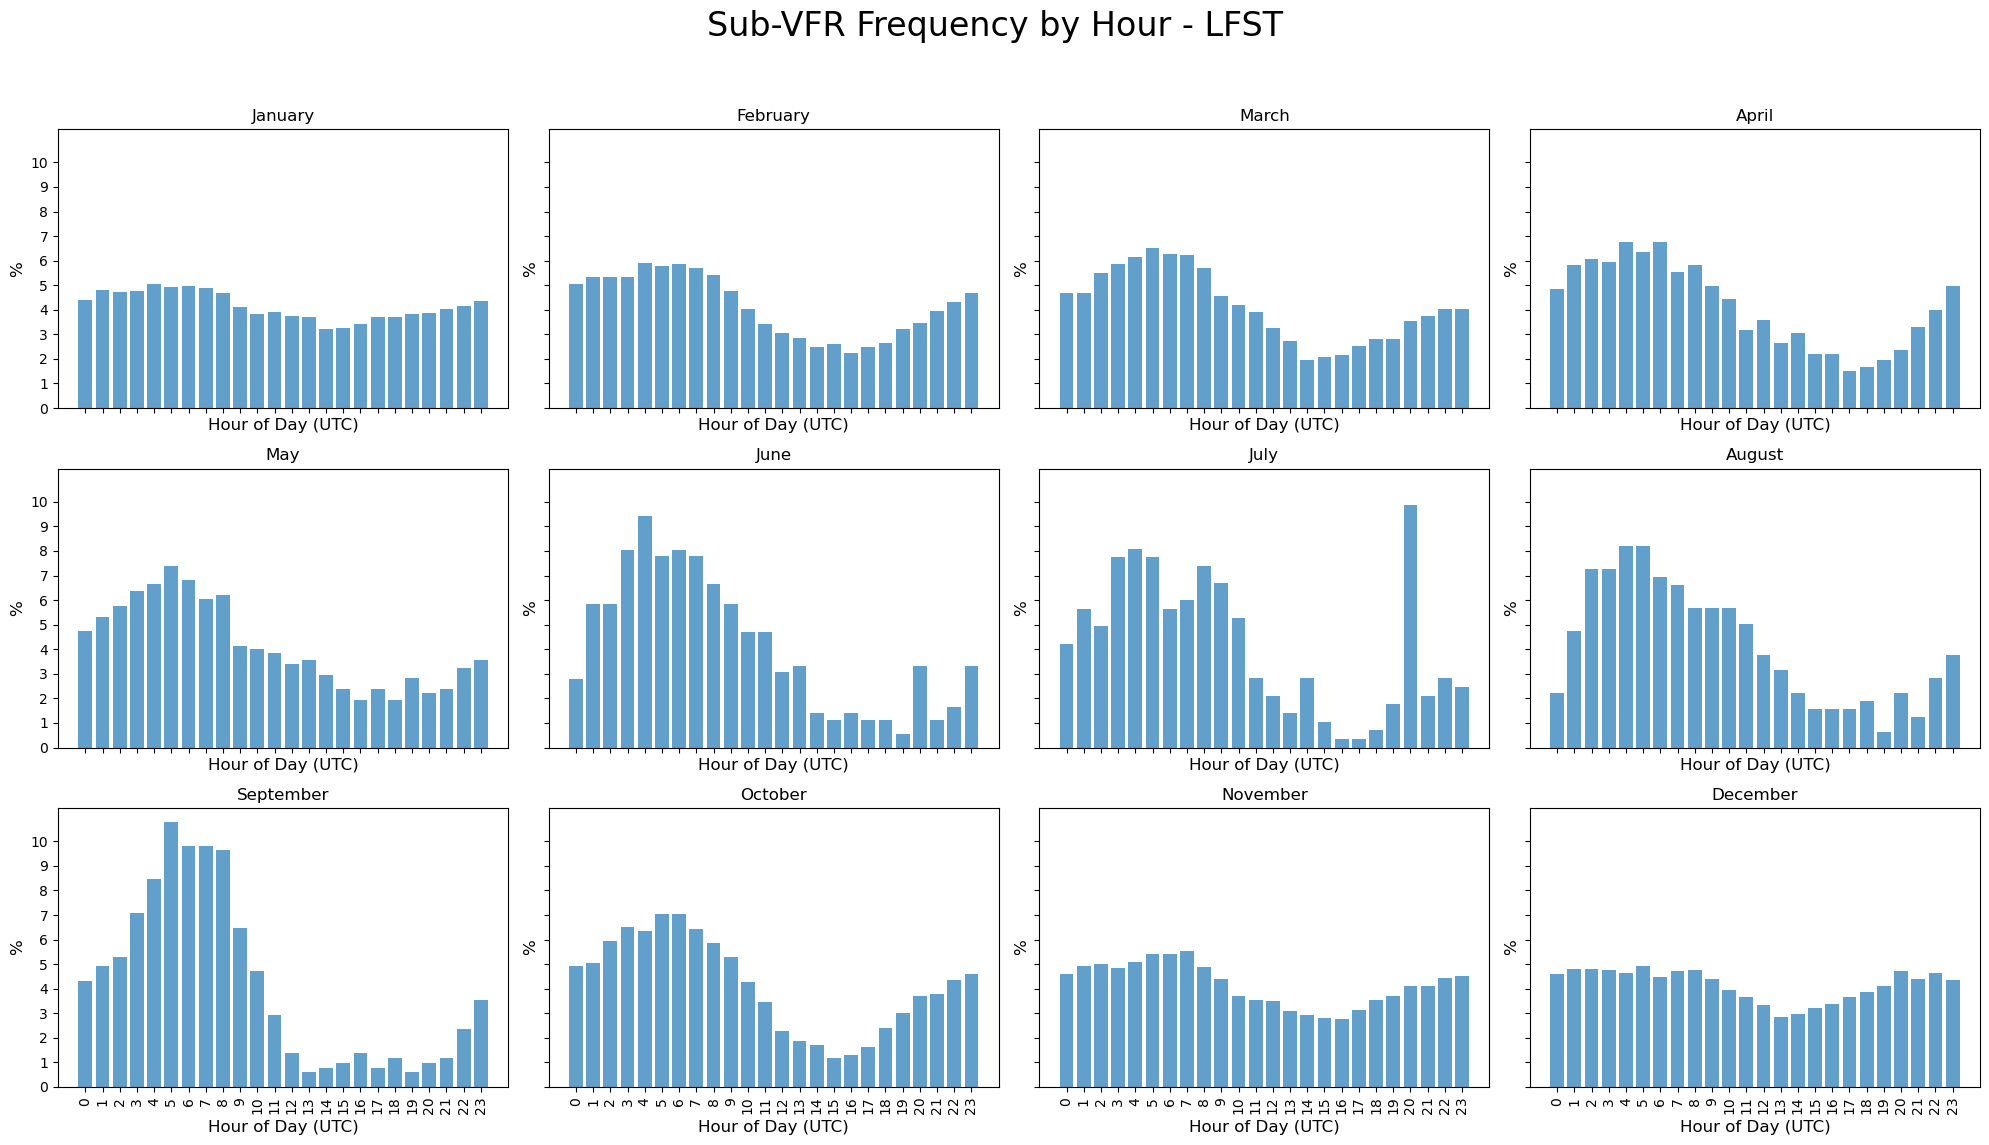 Sub-VFR Frequency by Hour - LFST
January
February
March
April
%
10
9
8
7
6
5
4
3
2
1
0
%
%
%
Hour of Day (UTC)
Hour of Day (UTC)
Hour of Day (UTC)
Hour of Day (UTC)
May
June
July
August
%
10
9
8
7
6
5
4
3
2
1
0
%
%
%
Hour of Day (UTC)
Hour of Day (UTC)
Hour of Day (UTC)
Hour of Day (UTC)
September
October
November
December
%
10
9
8
7
6
5
4
3
2
1
0
%
%
%
0 1 2 3 4 5 6 7 8 9 10 11 12 13 14 15 16 17 18 19 20 21 22 23
0 1 2 3 4 5 6 7 8 9 10 11 12 13 14 15 16 17 18 19 20 21 22 23
0 1 2 3 4 5 6 7 8 9 10 11 12 13 14 15 16 17 18 19 20 21 22 23
0 1 2 3 4 5 6 7 8 9 10 11 12 13 14 15 16 17 18 19 20 21 22 23
Hour of Day (UTC)
Hour of Day (UTC)
Hour of Day (UTC)
Hour of Day (UTC)